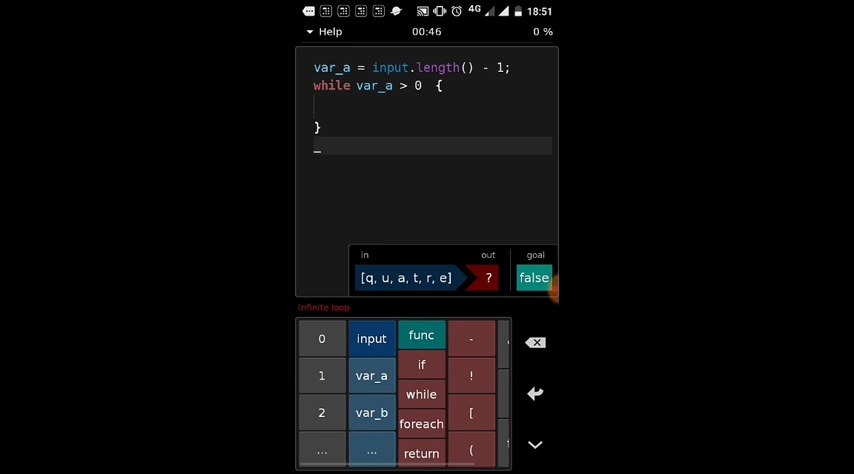 4G 18:51
Help 00:46 0 %
var_a = input.length() - 1;
while var_a > 0 {
}
_
in out goal
[q, u, a, t, r, e] ? false
Infinite loop
0 input func -
if
1 var_a !
while
2 var_b [
foreach
... ... return (